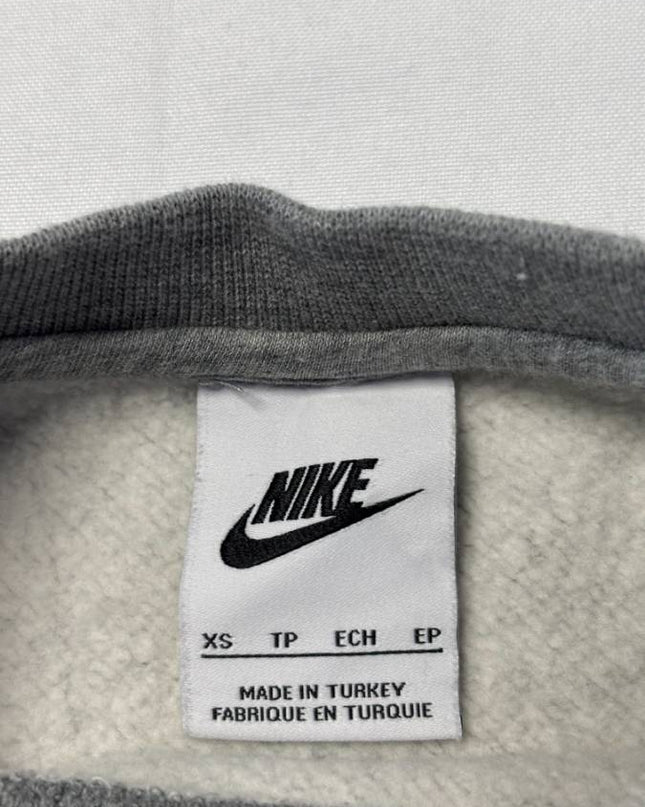 NIKE
XS TP ECH EP
MADE IN TURKEY
FABRIQUE EN TURQUIE